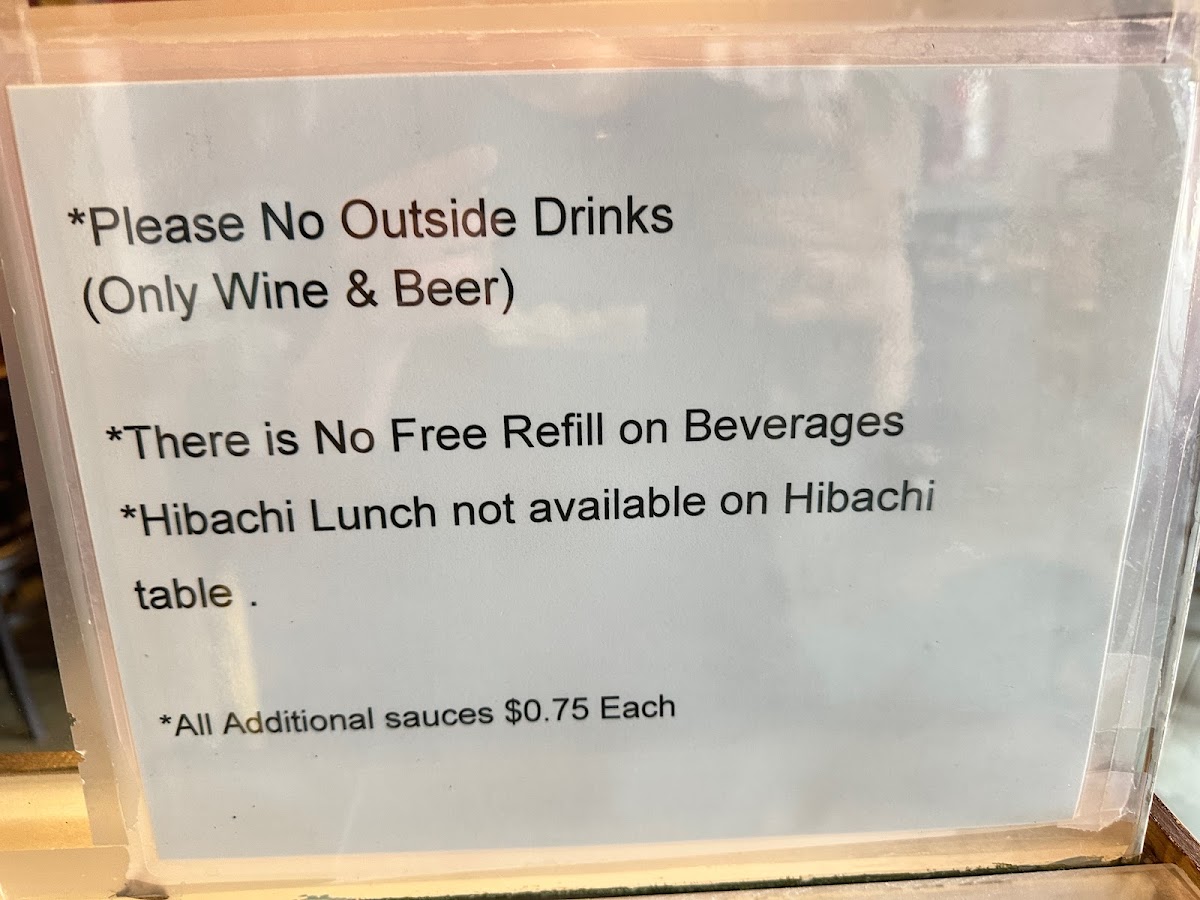 *Please No Outside Drinks
(Only Wine & Beer)
*There is No Free Refill on Beverages
*Hibachi Lunch not available on Hibachi
table .
*All Additional sauces $0.75 Each